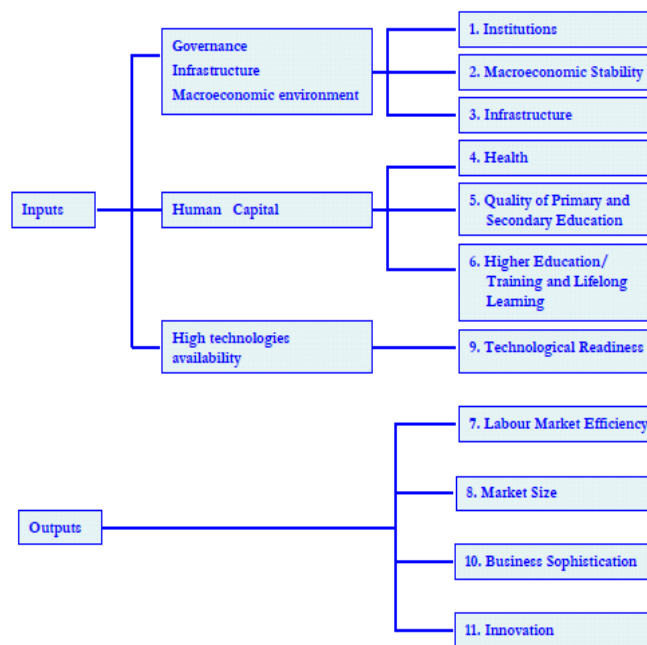 Inputs
Governance
Infrastructure
Macroeconomic environment
1. Institutions
2. Macroeconomic Stability
3. Infrastructure
Human Capital
4. Health
5. Quality of Primary and
Secondary Education
6. Higher Education/
Training and Lifelong
Learning
High technologies
availability
9. Technological Readiness
Outputs
7. Labour Market Efficiency
8. Market Size
10. Business Sophistication
11. Innovation